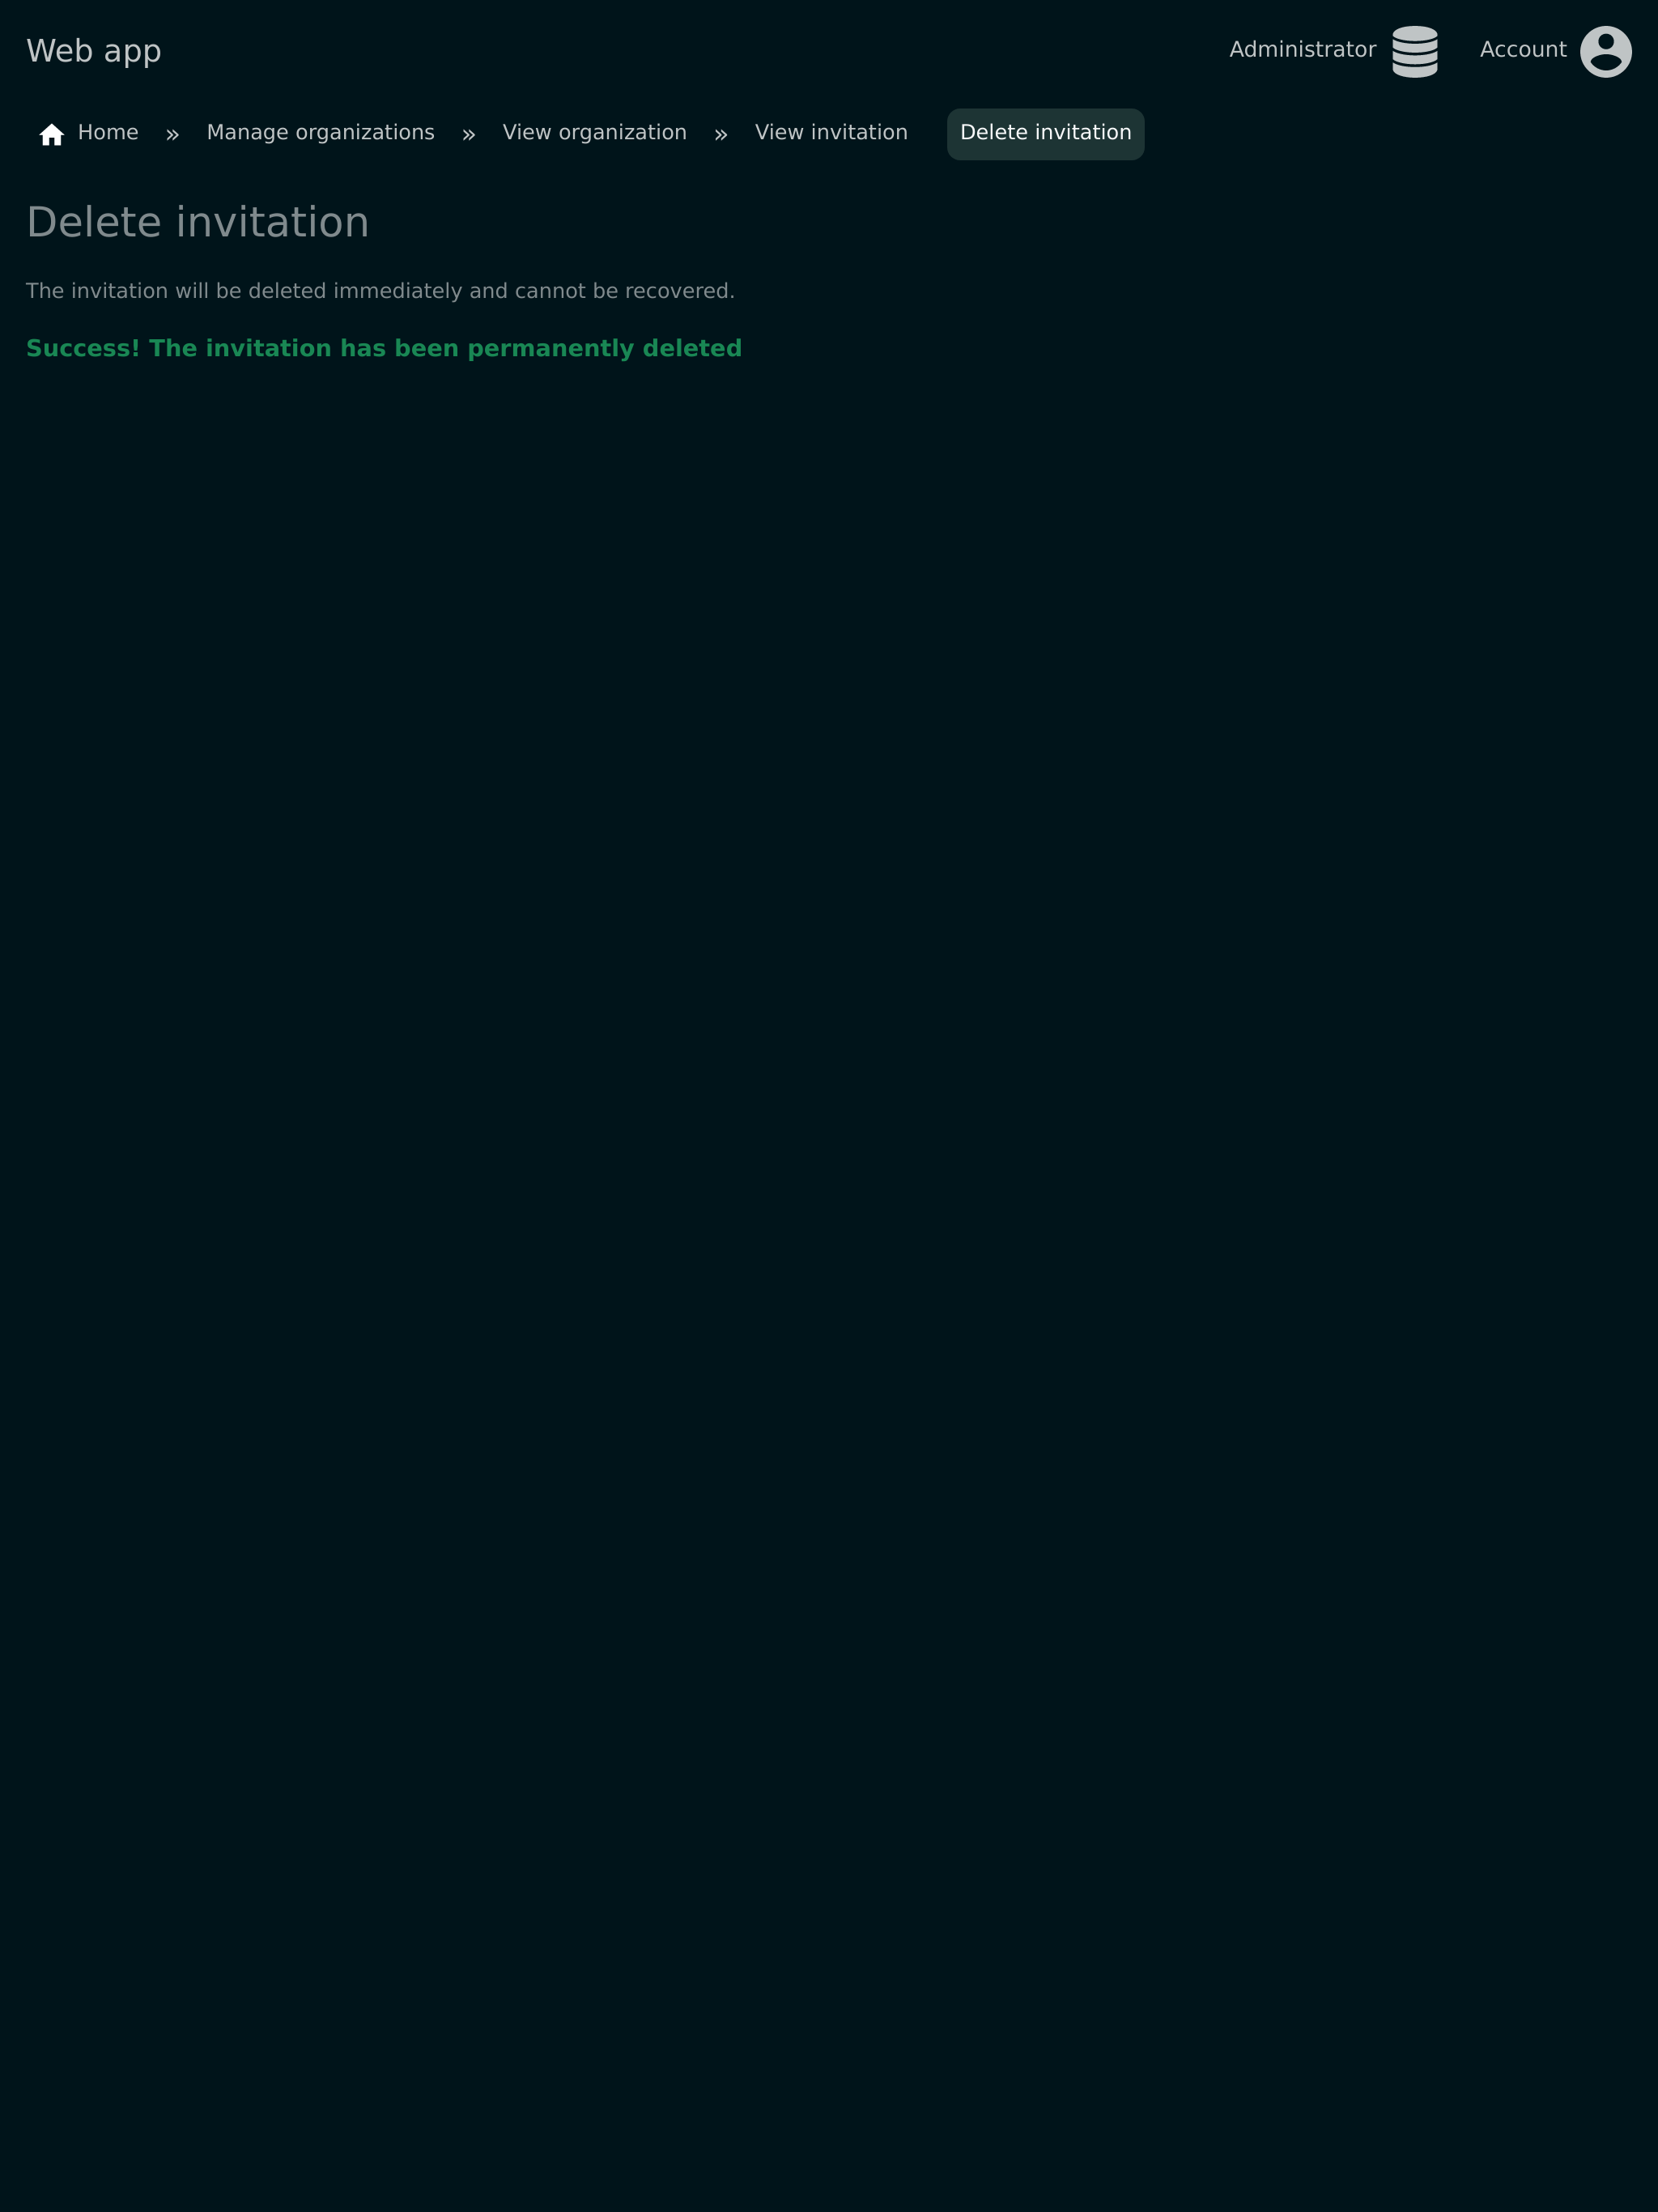 Web app
Administrator
Account
Home » Manage organizations » View organization » View invitation Delete invitation
Delete invitation
The invitation will be deleted immediately and cannot be recovered.
Success! The invitation has been permanently deleted